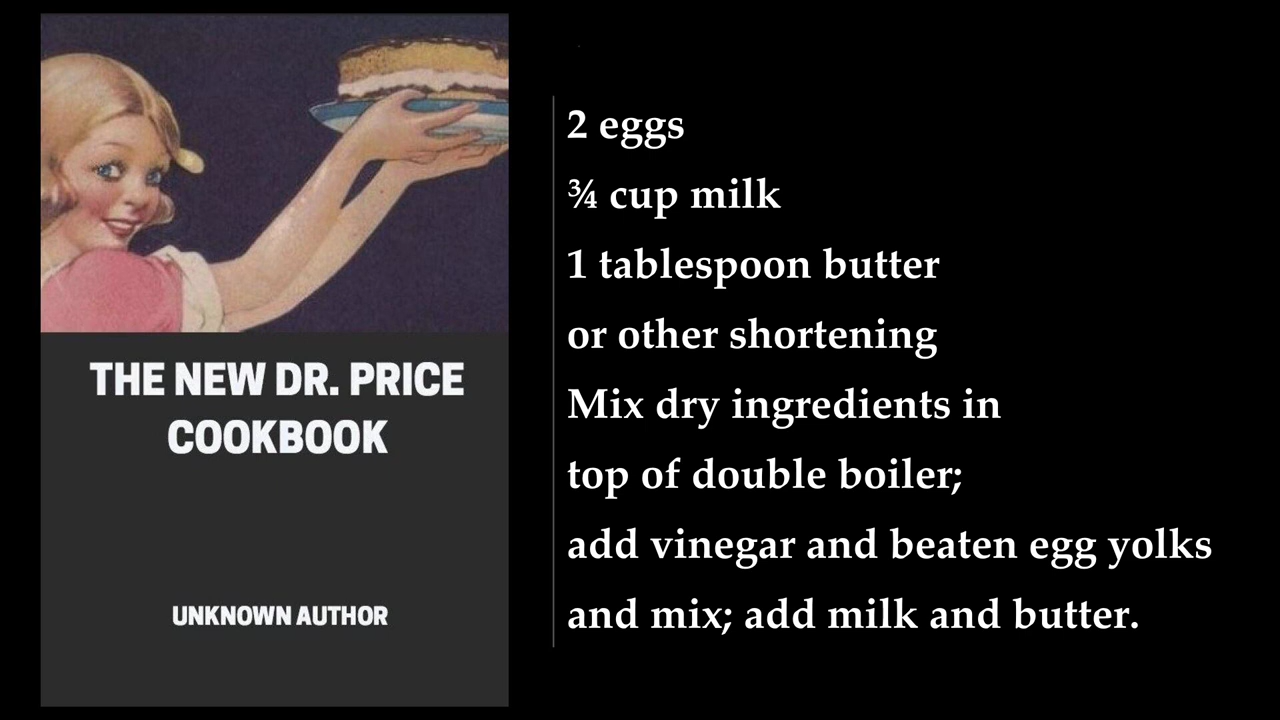 THE NEW DR. PRICE
COOKBOOK
UNKNOWN AUTHOR
2 eggs
¾ cup milk
1 tablespoon butter
or other shortening
Mix dry ingredients in
top of double boiler;
add vinegar and beaten egg yolks
and mix; add milk and butter.